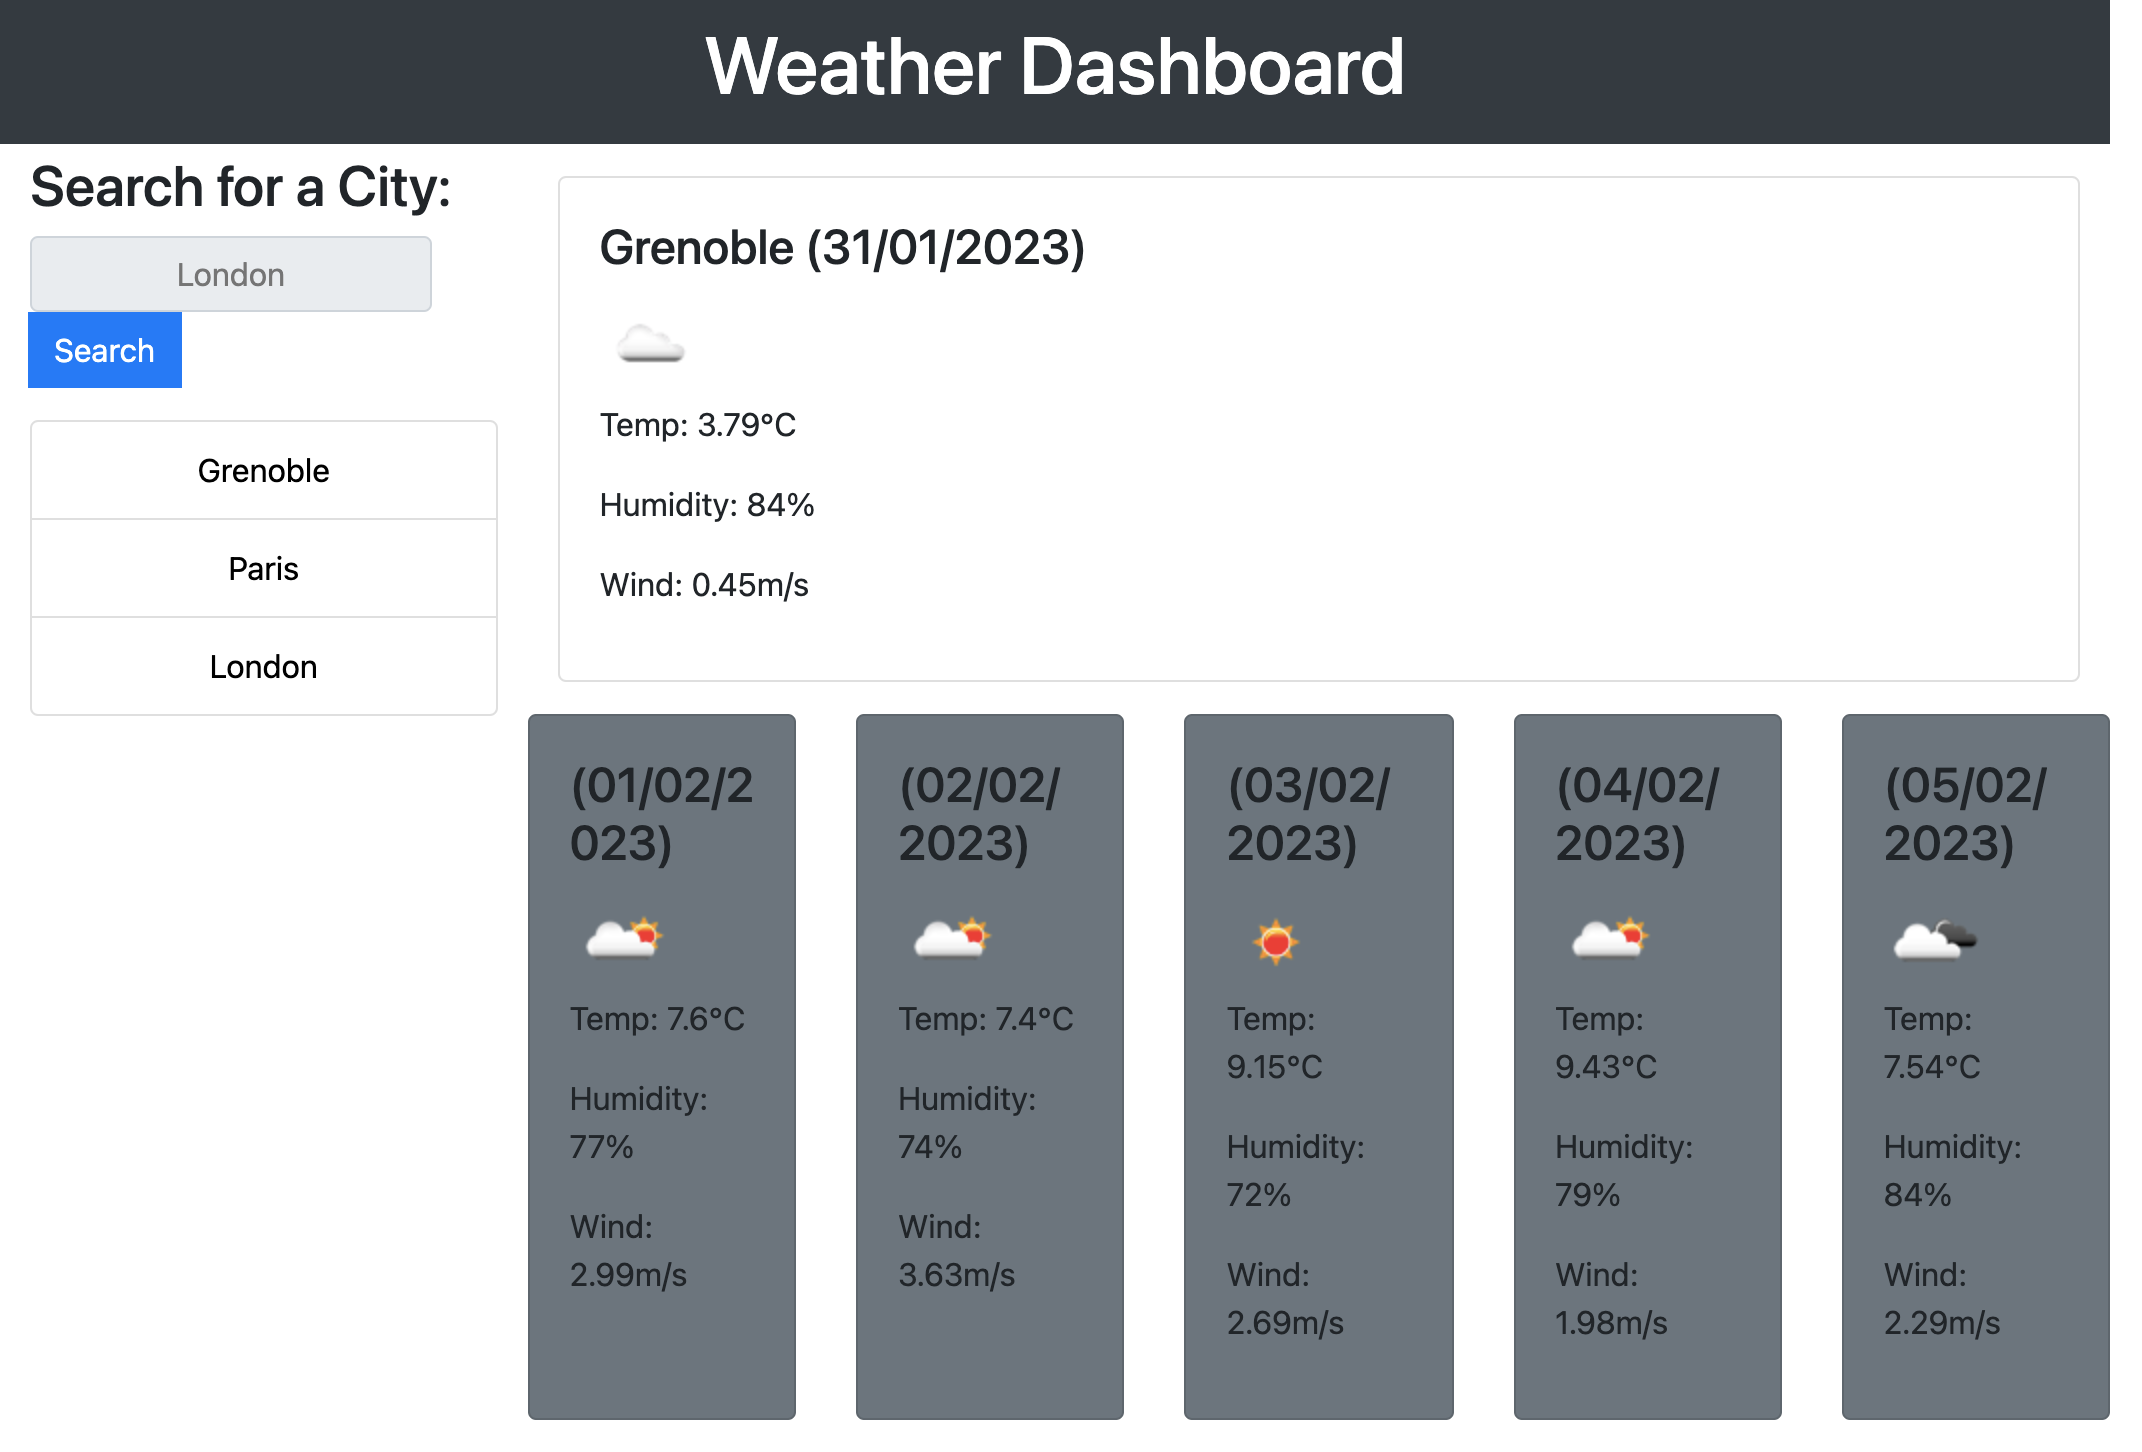 Weather Dashboard
Search for a City:
London
Search
Grenoble
Paris
London
Grenoble (31/01/2023)
Temp: 3.79°C
Humidity: 84%
Wind: 0.45m/s
(01/02/2
023)
Temp: 7.6°C
Humidity:
77%
Wind:
2.99m/s
(02/02/
2023)
Temp: 7.4°C
Humidity:
74%
Wind:
3.63m/s
(03/02/
2023)
Temp:
9.15°C
Humidity:
72%
Wind:
2.69m/s
(04/02/
2023)
Temp:
9.43°C
Humidity:
79%
Wind:
1.98m/s
(05/02/
2023)
Temp:
7.54°C
Humidity:
84%
Wind:
2.29m/s